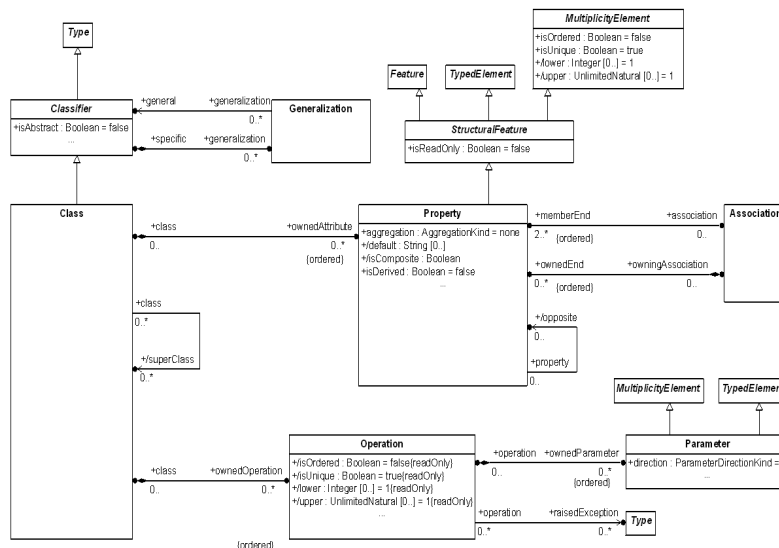 MultiplicityElement
+isOrdered : Boolean = false
+isUnique : Boolean = true
+/lower : Integer [0..] = 1
+/upper : UnlimitedNatural [0..] = 1
Type
Feature
TypedElement
Classifier
+isAbstract : Boolean = false
...
+general
+generalization
0..*
+specific
+generalization
0..*
Generalization
StructuralFeature
+isReadOnly : Boolean = false
Class
+class
0..
+ownedAttribute
0..*
{ordered}
Property
+aggregation : AggregationKind = none
+/default : String [0..]
+/isComposite : Boolean
+isDerived : Boolean = false
...
+memberEnd
2..*
{ordered}
+association
0..
Association
+ownedEnd
0..*
{ordered}
+owningAssociation
0..
+class
0..*
+/superClass
0..*
+/opposite
0..
+property
0..
MultiplicityElement
TypedElement
+class
0..
+ownedOperation
0..*
{ordered}
Operation
+/isOrdered : Boolean = false{readOnly}
+/isUnique : Boolean = true{readOnly}
+/lower : Integer [0..] = 1{readOnly}
+/upper : UnlimitedNatural [0..] = 1{readOnly}
...
+operation
0..
+ownedParameter
0..*
{ordered}
Parameter
+direction : ParameterDirectionKind =
...
+operation
0..*
+raisedException
0..*
Type